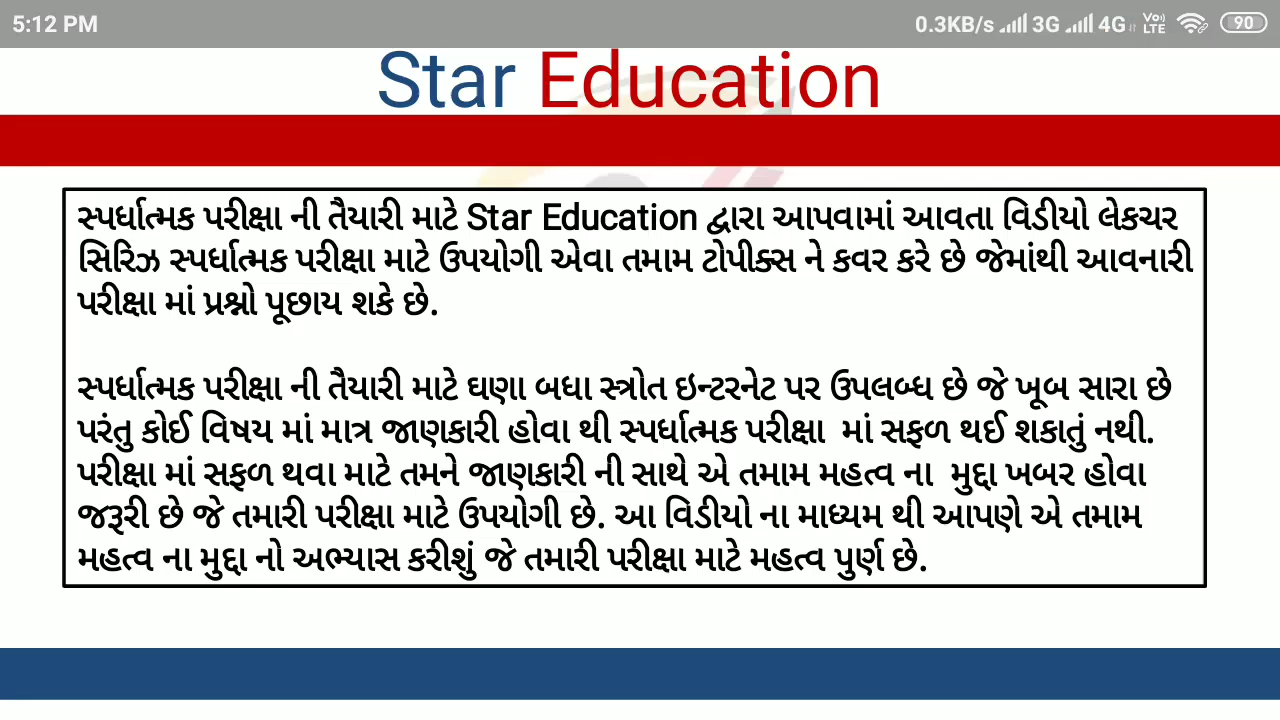 5:12 PM 0.3KB/s 3G 4G Vo LTE 90
Star Education
સ્પર્ધાત્મક પરીક્ષા ની તૈયારી માટે Star Education દ્વારા આપવામાં આવતા વિડીયો લેકચર
સિરિઝ સ્પર્ધાત્મક પરીક્ષા માટે ઉપયોગી એવા તમામ ટોપીક્સ ને કવર કરે છે જેમાંથી આવનારી
પરીક્ષા માં પ્રશ્નો પૂછાય શકે છે.
સ્પર્ધાત્મક પરીક્ષા ની તૈયારી માટે ઘણા બધા સ્ત્રોત ઇન્ટરનેટ પર ઉપલબ્ધ છે જે ખૂબ સારા છે
પરંતુ કોઈ વિષય માં માત્ર જાણકારી હોવા થી સ્પર્ધાત્મક પરીક્ષા માં સફળ થઈ શકાતું નથી.
પરીક્ષા માં સફળ થવા માટે તમને જાણકારી ની સાથે એ તમામ મહત્વ ના મુદ્દા ખબર હોવા
જરૂરી છે જે તમારી પરીક્ષા માટે ઉપયોગી છે. આ વિડીયો ના માધ્યમ થી આપણે એ તમામ
મહત્વ ના મુદ્દા નો અભ્યાસ કરીશું જે તમારી પરીક્ષા માટે મહત્વ પુર્ણ છે.